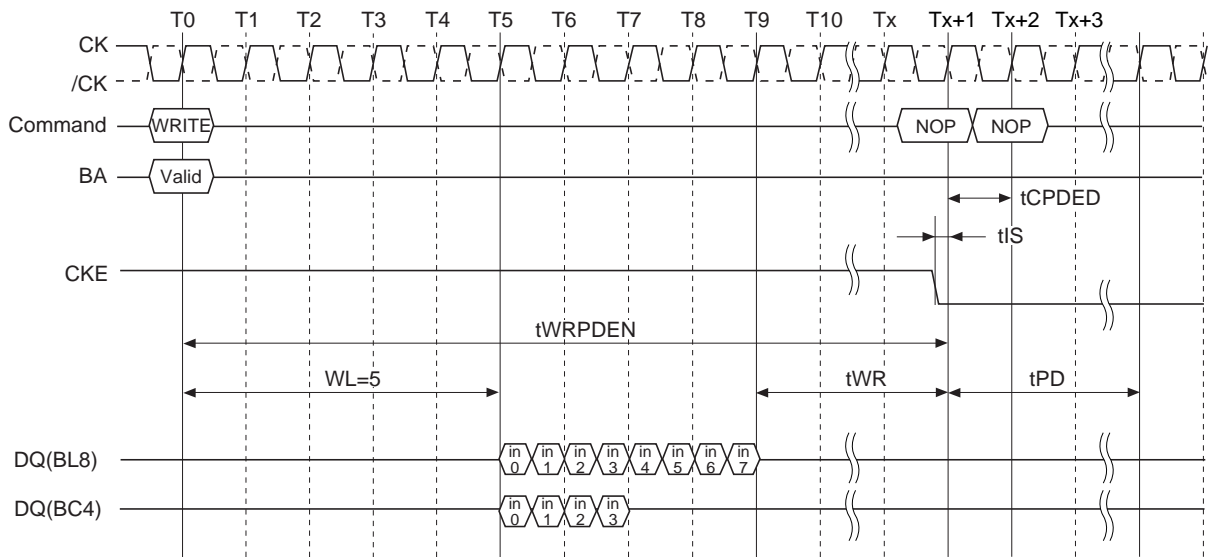 T0 T1 T2 T3 T4 T5 T6 T7 T8 T9 T10 Tx Tx+1 Tx+2 Tx+3
CK
/CK
Command WRITE NOP NOP
BA Valid
tCPDED
tIS
CKE
tWRPDEN
WL=5 tWR tPD
DQ(BL8) in 0 in 1 in 2 in 3 in 4 in 5 in 6 in 7
DQ(BC4) in 0 in 1 in 2 in 3